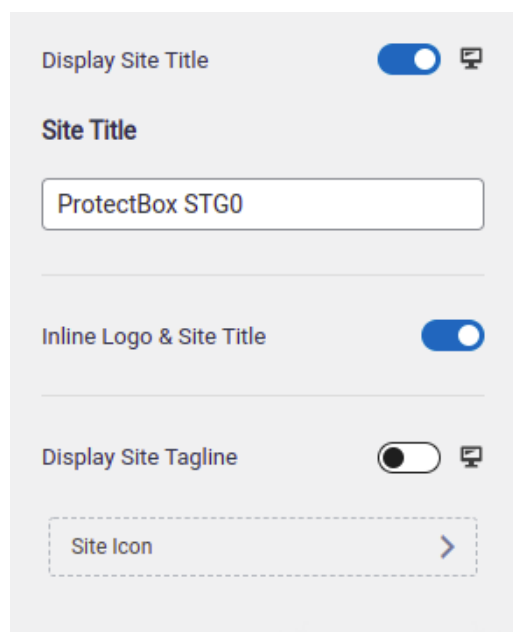 Display Site Title
Site Title
ProtectBox STG0
Inline Logo & Site Title
Display Site Tagline
Site Icon